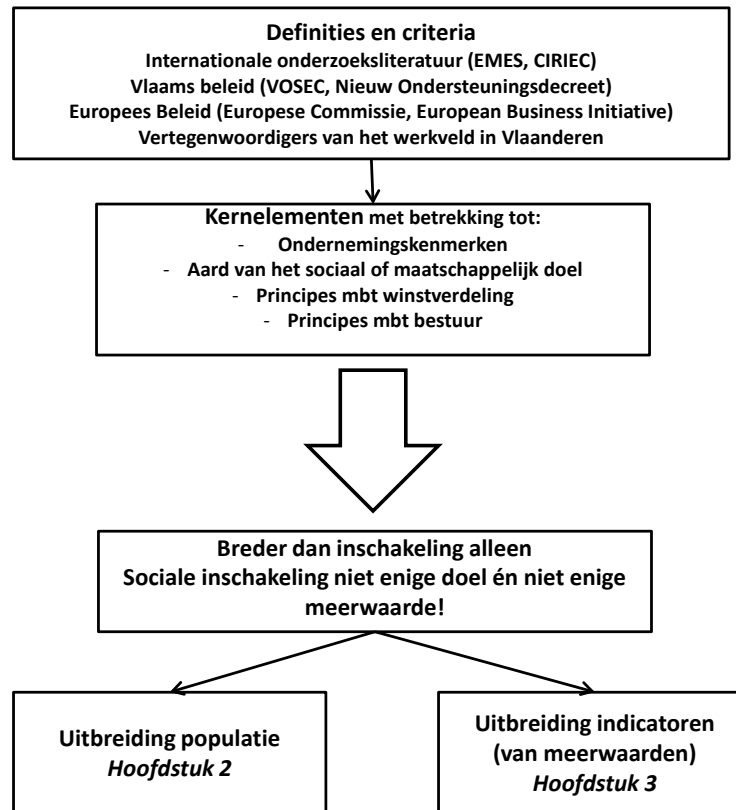 Definities en criteria
Internationale onderzoeksliteratuur (EMES, CIRIEC)
Vlaams beleid (VOSEC, Nieuw Ondersteuningsdecreet)
Europees Beleid (Europese Commissie, European Business Initiative)
Vertegenwoordigers van het werkveld in Vlaanderen
Kernelementen met betrekking tot:
- Ondernemingskenmerken
- Aard van het sociaal of maatschappelijk doel
- Principes mbt winstverdeling
- Principes mbt bestuur
Breder dan inschakeling alleen
Sociale inschakeling niet enige doel én niet enige
meerwaarde!
Uitbreiding populatie
Hoofdstuk 2
Uitbreiding indicatoren
(van meerwaarden)
Hoofdstuk 3